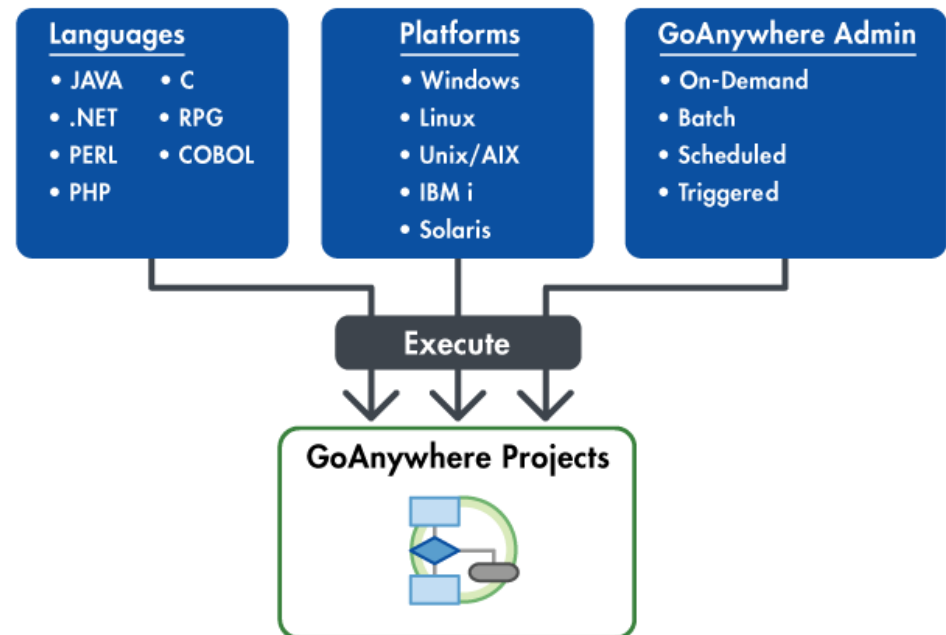 Languages
• JAVA
• .NET
• PERL
• PHP
• C
• RPG
• COBOL
Platforms
• Windows
• Linux
• Unix/AIX
• IBM i
• Solaris
GoAnywhere Admin
• On-Demand
• Batch
• Scheduled
• Triggered
Execute
GoAnywhere Projects